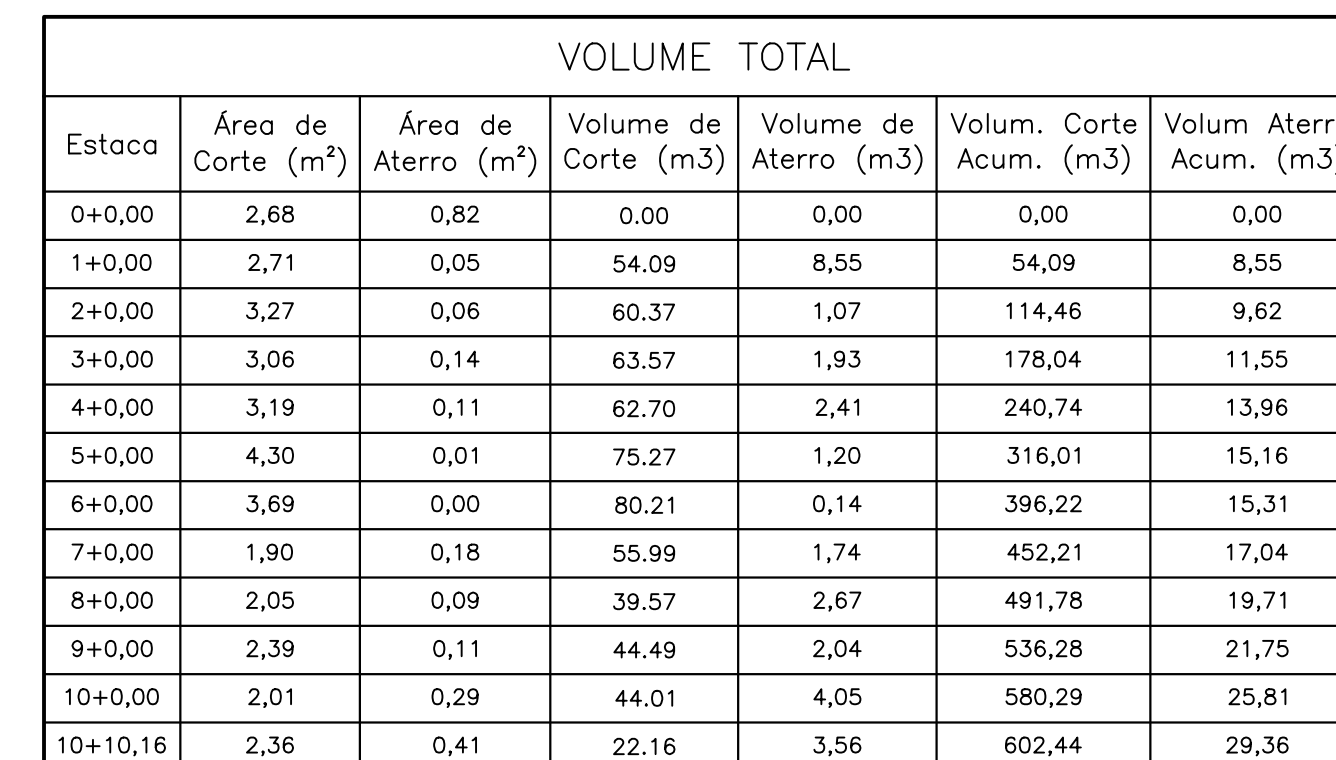 VOLUME TOTAL
Estaca Área de Corte (m²) Área de Aterro (m²) Volume de Corte (m3) Volume de Aterro (m3) Volum. Corte Acum. (m3) Volum Aterr Acum. (m3)
0+0,00 2,68 0,82 0.00 0,00 0,00 0,00
1+0,00 2,71 0,05 54.09 8,55 54,09 8,55
2+0,00 3,27 0,06 60.37 1,07 114,46 9,62
3+0,00 3,06 0,14 63.57 1,93 178,04 11,55
4+0,00 3,19 0,11 62.70 2,41 240,74 13,96
5+0,00 4,30 0,01 75.27 1,20 316,01 15,16
6+0,00 3,69 0,00 80.21 0,14 396,22 15,31
7+0,00 1,90 0,18 55.99 1,74 452,21 17,04
8+0,00 2,05 0,09 39.57 2,67 491,78 19,71
9+0,00 2,39 0,11 44.49 2,04 536,28 21,75
10+0,00 2,01 0,29 44.01 4,05 580,29 25,81
10+10,16 2,36 0,41 22.16 3,56 602,44 29,36